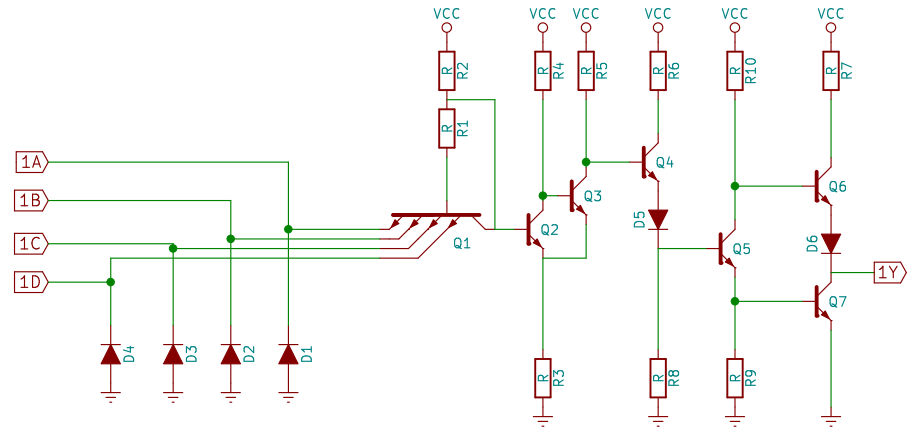 VCC VCC VCC VCC VCC VCC
R R2 R R4 R R5 R R6 R R10 R R7
R R1
1A
Q4
1B
Q3 Q6
D5
Q2
1C Q1 Q5 D6
1D 1Y
Q7
D4 D3 D2 D1
R R3 R R8 R R9